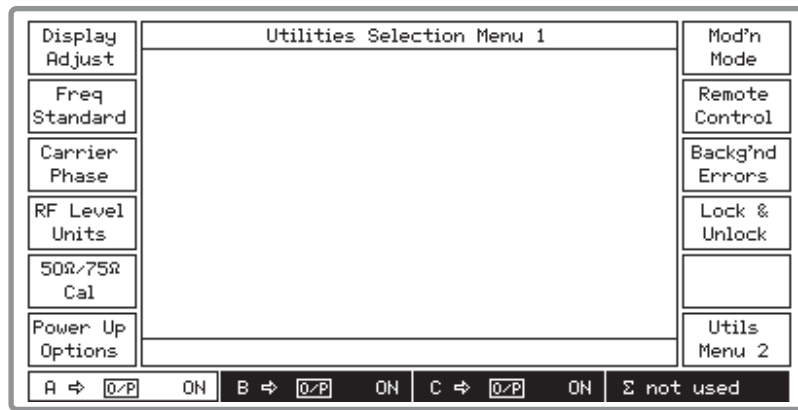 Utilities Selection Menu 1
Display
Adjust
Freq
Standard
Carrier
Phase
RF Level
Units
50Ω/75Ω
Cal
Power Up
Options
Mod'n
Mode
Remote
Control
Backg'nd
Errors
Lock &
Unlock
Utils
Menu 2
A ⇨ O/P ON B ⇨ O/P ON C ⇨ O/P ON Σ not used